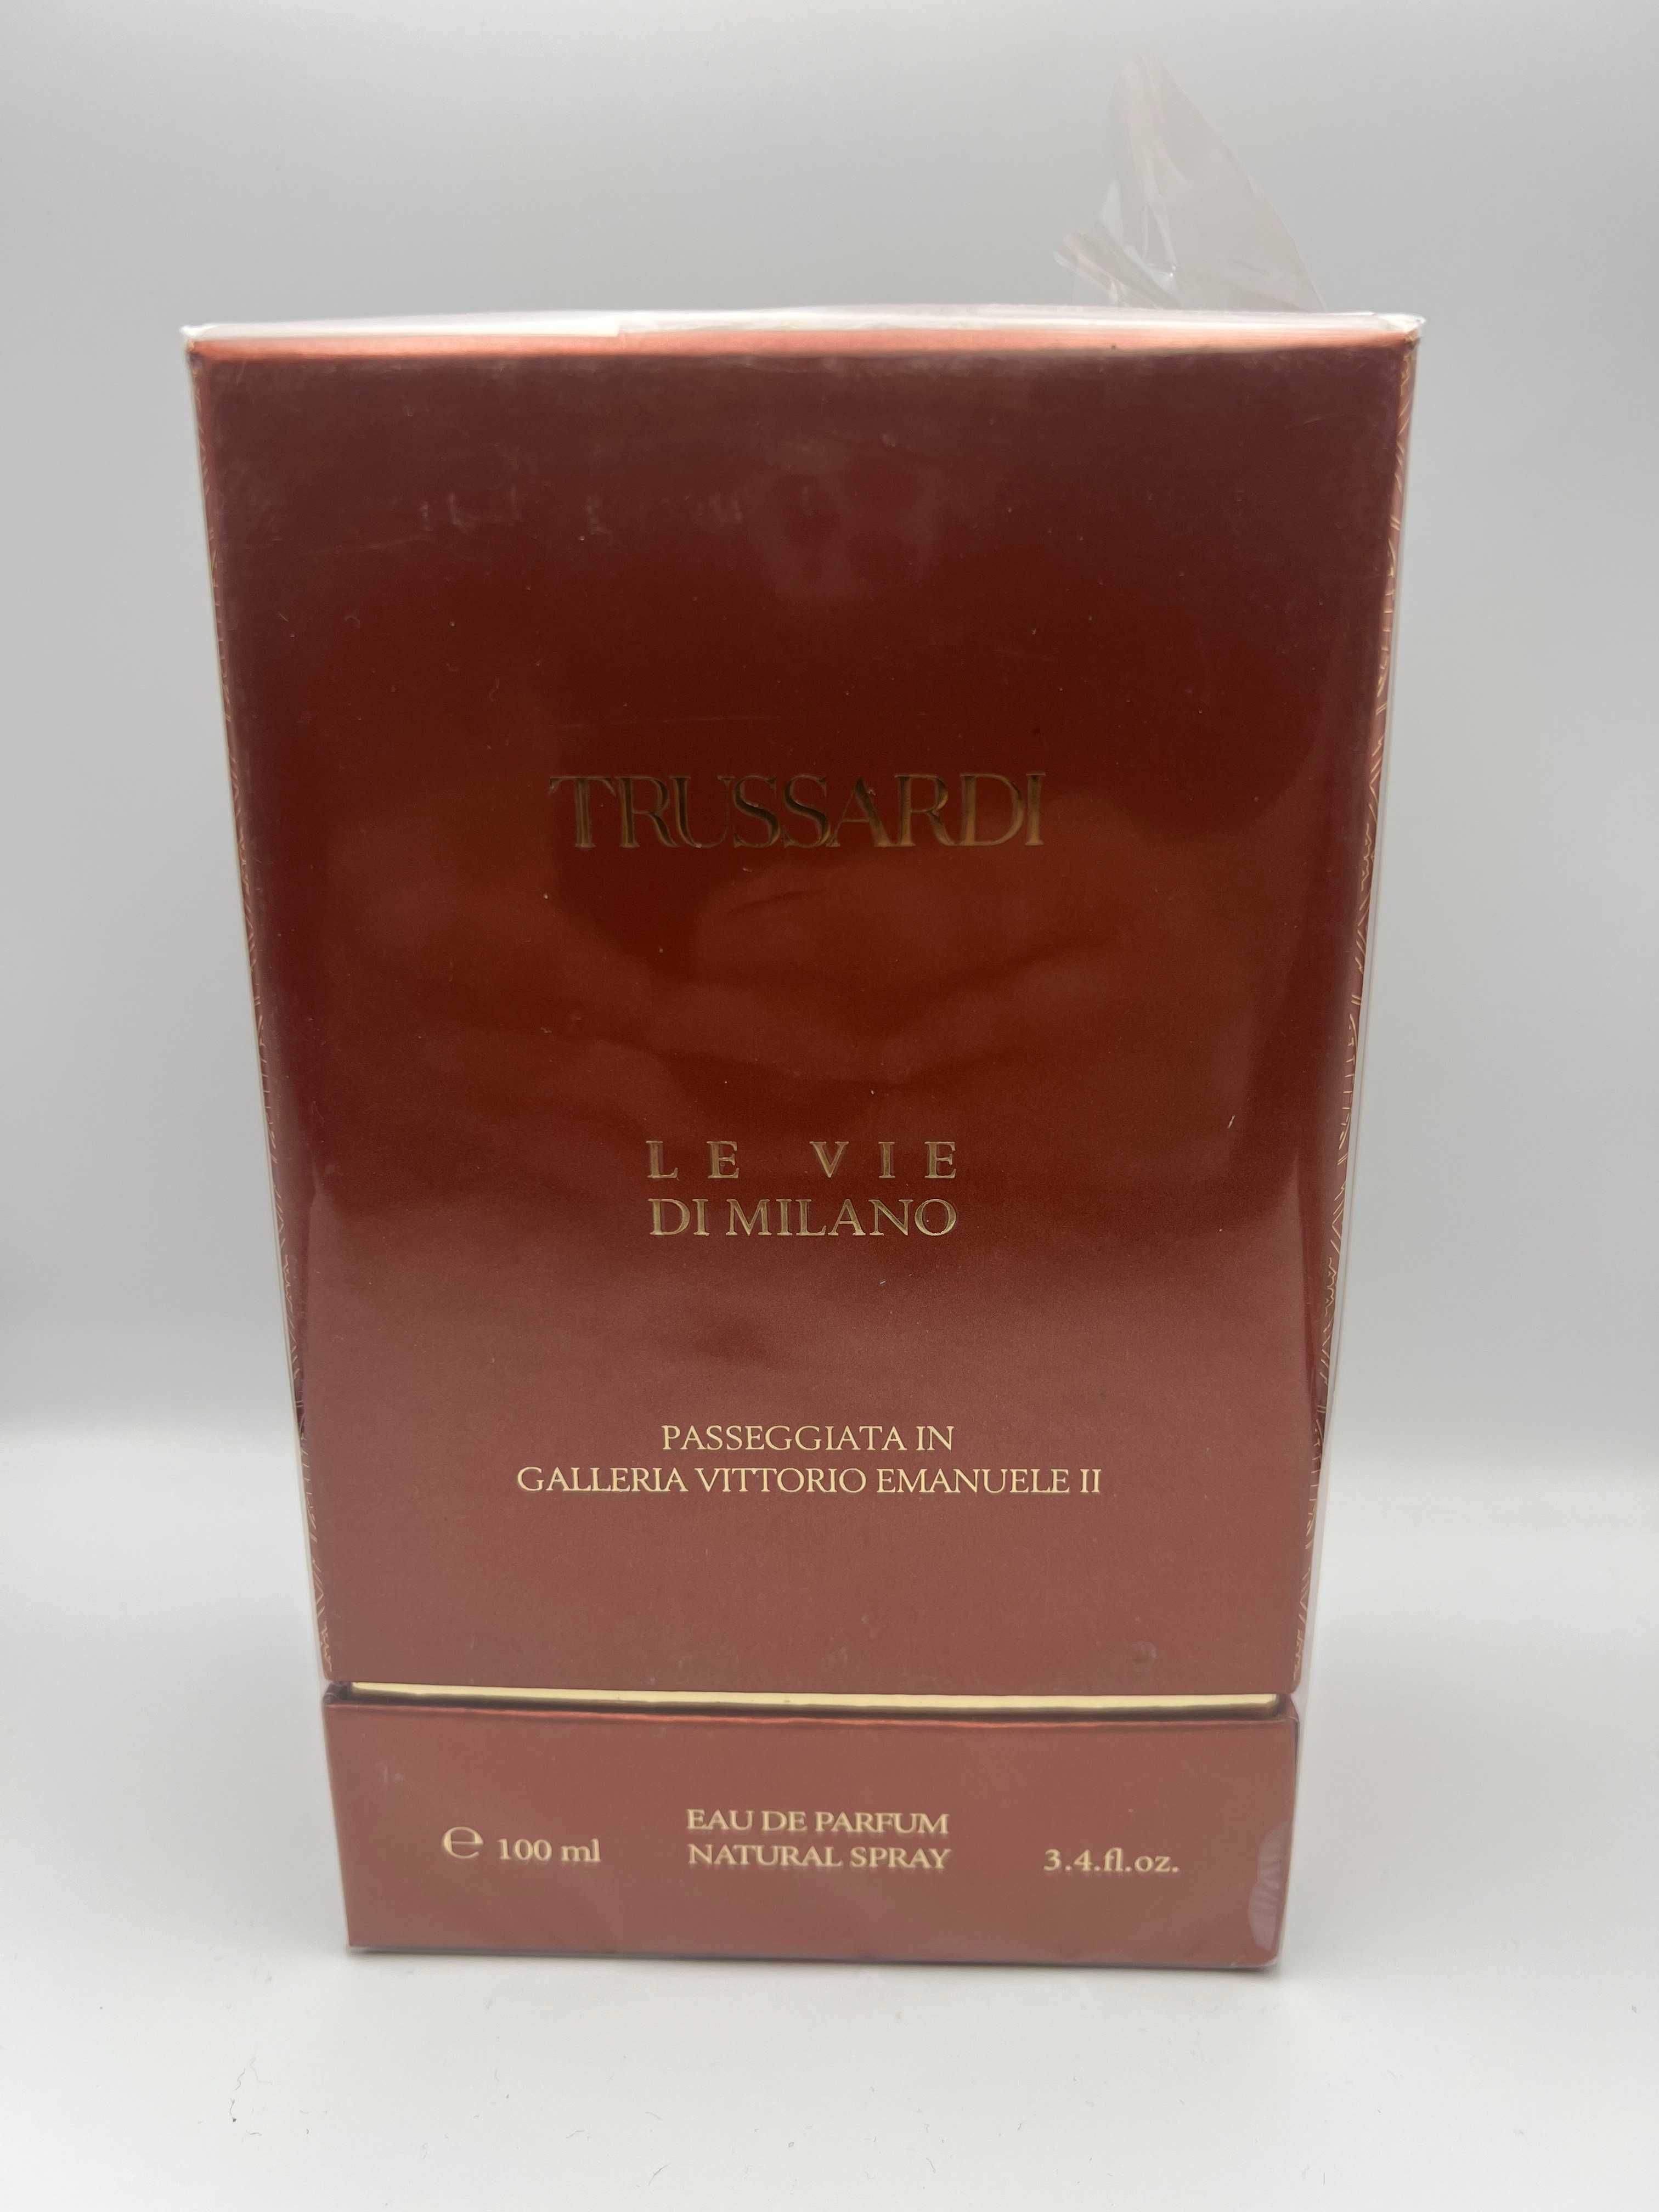 TRUSSARDI
LE VIE
DI MILANO
PASSEGGIATA IN
GALLERIA VITTORIO EMANUELE II
EAU DE PARFUM
℮ 100 ml NATURAL SPRAY 3.4.fl.oz.